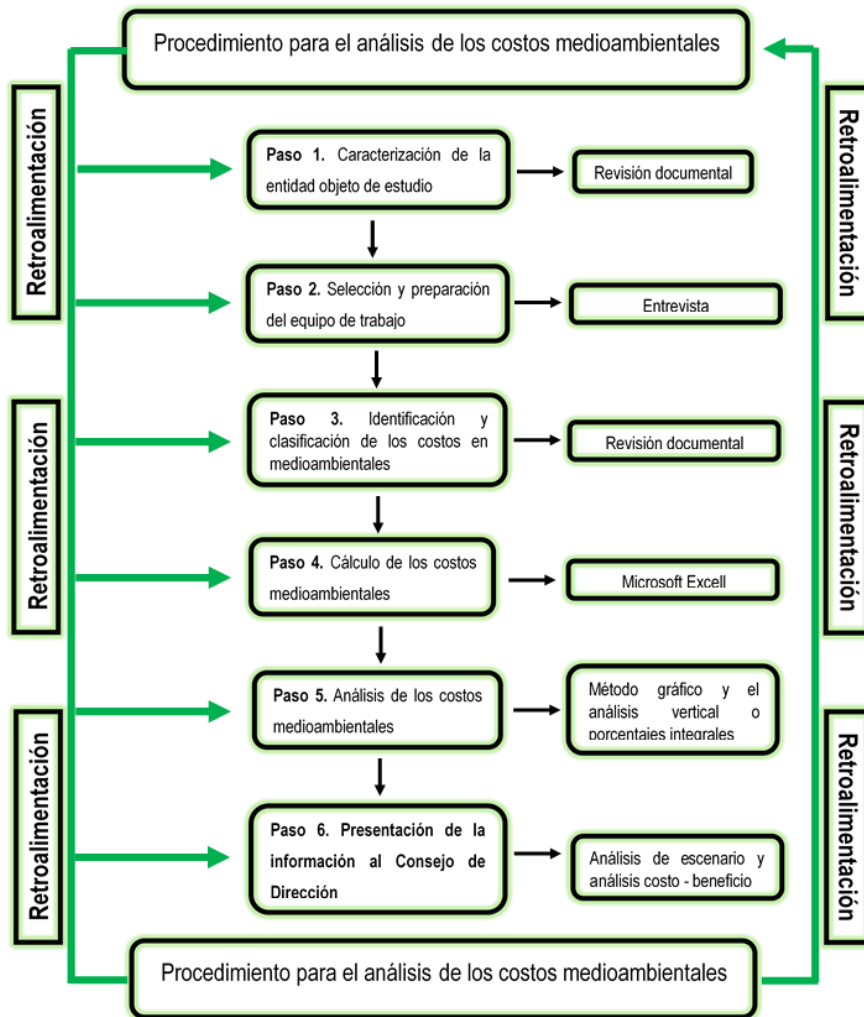 Procedimiento para el análisis de los costos medioambientales
Retroalimentación
Retroalimentación
Paso 1. Caracterización de la
entidad objeto de estudio
Revisión documental
Paso 2. Selección y preparación
del equipo de trabajo
Entrevista
Retroalimentación
Retroalimentación
Paso 3. Identificación y
clasificación de los costos en
medioambientales
Revisión documental
Paso 4. Cálculo de los costos
medioambientales
Microsoft Excell
Retroalimentación
Retroalimentación
Paso 5. Análisis de los costos
medioambientales
Método gráfico y el
análisis vertical o
porcentajes integrales
Paso 6. Presentación de la
información al Consejo de
Dirección
Análisis de escenario y
análisis costo - beneficio
Procedimiento para el análisis de los costos medioambientales